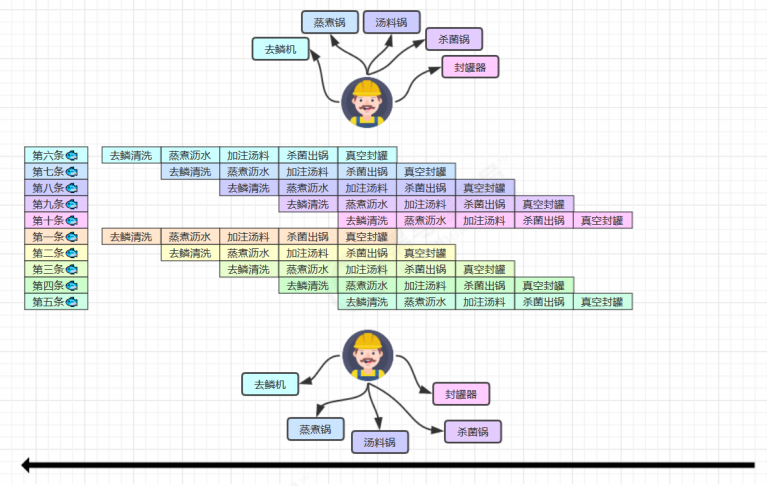 蒸煮锅 汤料锅
去鳞机 杀菌锅
封罐器
第六条 去鳞清洗 蒸煮沥水 加注汤料 杀菌出锅 真空封罐
第七条 去鳞清洗 蒸煮沥水 加注汤料 杀菌出锅 真空封罐
第八条 去鳞清洗 蒸煮沥水 加注汤料 杀菌出锅 真空封罐
第九条 去鳞清洗 蒸煮沥水 加注汤料 杀菌出锅 真空封罐
第十条 去鳞清洗 蒸煮沥水 加注汤料 杀菌出锅 真空封罐
第一条 去鳞清洗 蒸煮沥水 加注汤料 杀菌出锅 真空封罐
第二条 去鳞清洗 蒸煮沥水 加注汤料 杀菌出锅 真空封罐
第三条 去鳞清洗 蒸煮沥水 加注汤料 杀菌出锅 真空封罐
第四条 去鳞清洗 蒸煮沥水 加注汤料 杀菌出锅 真空封罐
第五条 去鳞清洗 蒸煮沥水 加注汤料 杀菌出锅 真空封罐
去鳞机 封罐器
蒸煮锅 汤料锅 杀菌锅